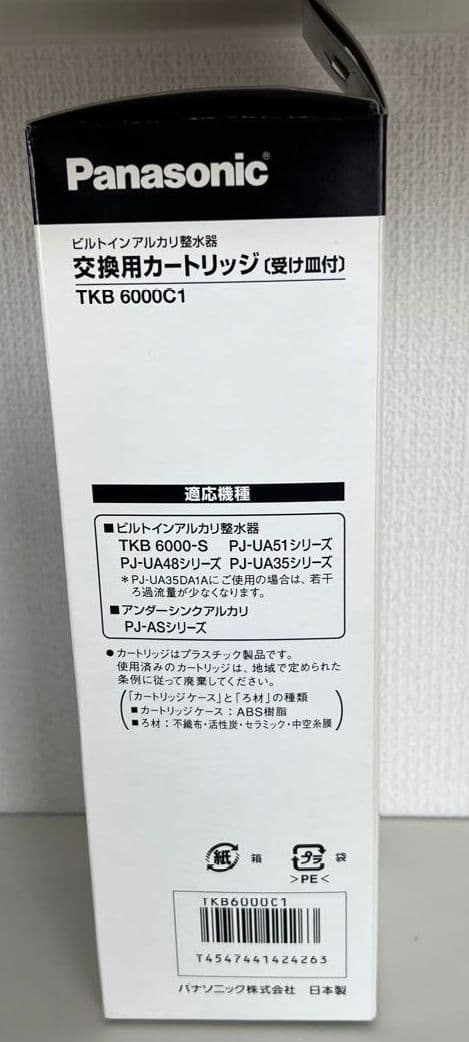 Panasonic®
ビルトインアルカリ整水器
交換用カートリッジ〔受け皿付〕
TKB 6000C1
適応機種
■ビルトインアルカリ整水器
TKB 6000-S PJ-UA51シリーズ
PJ-UA48シリーズ PJ-UA35シリーズ
＊PJ-UA35DA1Aにご使用の場合は、若干
ろ過流量が少なくなります。
■アンダーシンクアルカリ
PJ-ASシリーズ
●カートリッジはプラスチック製品です。
使用済みのカートリッジは、地域で定められた
条例に従って廃棄してください。
(「カートリッジケース」と「ろ材」の種類
■カートリッジケース：ABS樹脂
■ろ材：不織布・活性炭・セラミック・中空糸膜)
紙 箱 プラ 袋
>PE<
TKB6000C1
T4547441424263
パナソニック株式会社 日本製